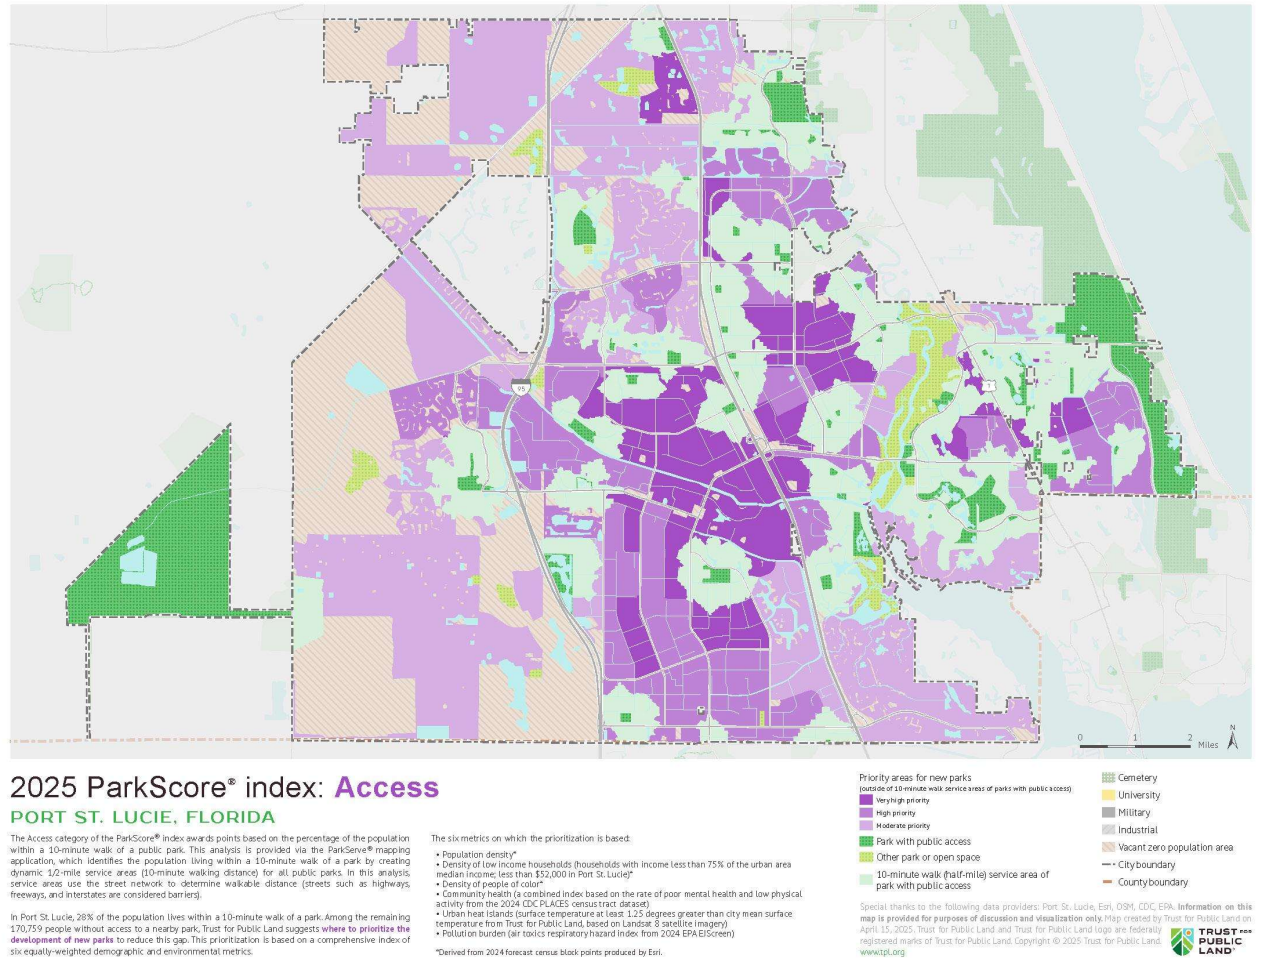 95
1
N
0 1 2
Miles
2025 ParkScore® index: Access
PORT ST. LUCIE, FLORIDA
The Access category of the ParkScore® index awards points based on the percentage of the population
within a 10-minute walk of a public park. This analysis is provided via the ParkServe® mapping
application, which identifies the population living within a 10-minute walk of a park by creating
dynamic 1/2-mile service areas (10-minute walking distance) for all public parks. In this analysis,
service areas use the street network to determine walkable distance (streets such as highways,
freeways, and interstates are considered barriers).
In Port St. Lucie, 28% of the population lives within a 10-minute walk of a park. Among the remaining
170,759 people without access to a nearby park, Trust for Public Land suggests where to prioritize the
development of new parks to reduce this gap. This prioritization is based on a comprehensive index of
six equally-weighted demographic and environmental metrics.
The six metrics on which the prioritization is based:
• Population density*
• Density of low income households (households with income less than 75% of the urban area
median income; less than $52,000 in Port St. Lucie)*
• Density of people of color*
• Community health (a combined index based on the rate of poor mental health and low physical
activity from the 2024 CDC PLACES census tract dataset)
• Urban heat islands (surface temperature at least 1.25 degrees greater than city mean surface
temperature from Trust for Public Land, based on Landsat 8 satellite imagery)
• Pollution burden (air toxics respiratory hazard index from 2024 EPA EJScreen)
*Derived from 2024 forecast census block points produced by Esri.
Priority areas for new parks
(outside of 10-minute walk service areas of parks with public access)
Very high priority
High priority
Moderate priority
Park with public access
Other park or open space
10-minute walk (half-mile) service area of
park with public access
Cemetery
University
Military
Industrial
Vacant zero population area
City boundary
County boundary
Special thanks to the following data providers: Port St. Lucie, Esri, OSM, CDC, EPA. Information on this
map is provided for purposes of discussion and visualization only. Map created by Trust for Public Land on
April 15, 2025. Trust for Public Land and Trust for Public Land logo are federally
registered marks of Trust for Public Land. Copyright © 2025 Trust for Public Land.
www.tpl.org
TRUST FOR
PUBLIC
LAND